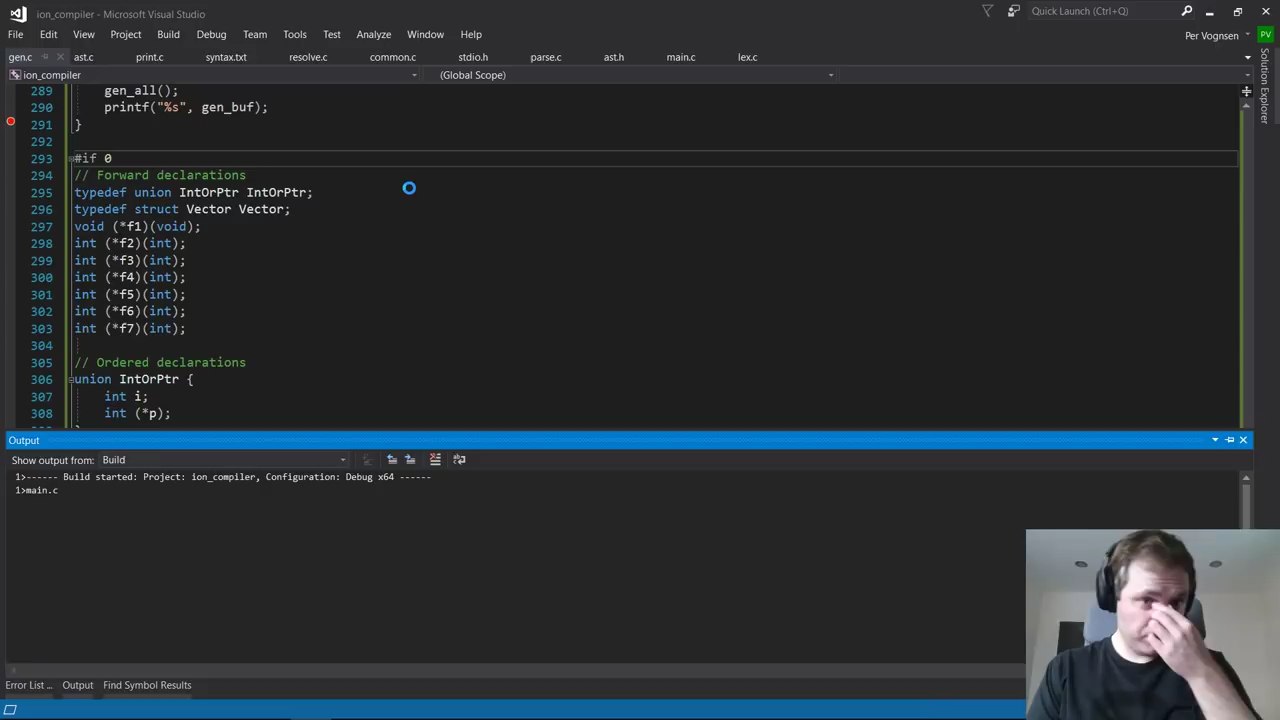 ion_compiler - Microsoft Visual Studio
Quick Launch (Ctrl+Q)
File Edit View Project Build Debug Team Tools Test Analyze Window Help
Per Vognsen PV
gen.c ast.c print.c syntax.txt resolve.c common.c stdio.h parse.c ast.h main.c lex.c
ion_compiler (Global Scope)
Solution Explorer
289 gen_all();
290 printf("%s", gen_buf);
291 }
292
293 #if 0
294 // Forward declarations
295 typedef union IntOrPtr IntOrPtr;
296 typedef struct Vector Vector;
297 void (*f1)(void);
298 int (*f2)(int);
299 int (*f3)(int);
300 int (*f4)(int);
301 int (*f5)(int);
302 int (*f6)(int);
303 int (*f7)(int);
304
305 // Ordered declarations
306 union IntOrPtr {
307 int i;
308 int (*p);
Output
Show output from: Build
1>------ Build started: Project: ion_compiler, Configuration: Debug x64 ------
1>main.c
Error List ... Output Find Symbol Results